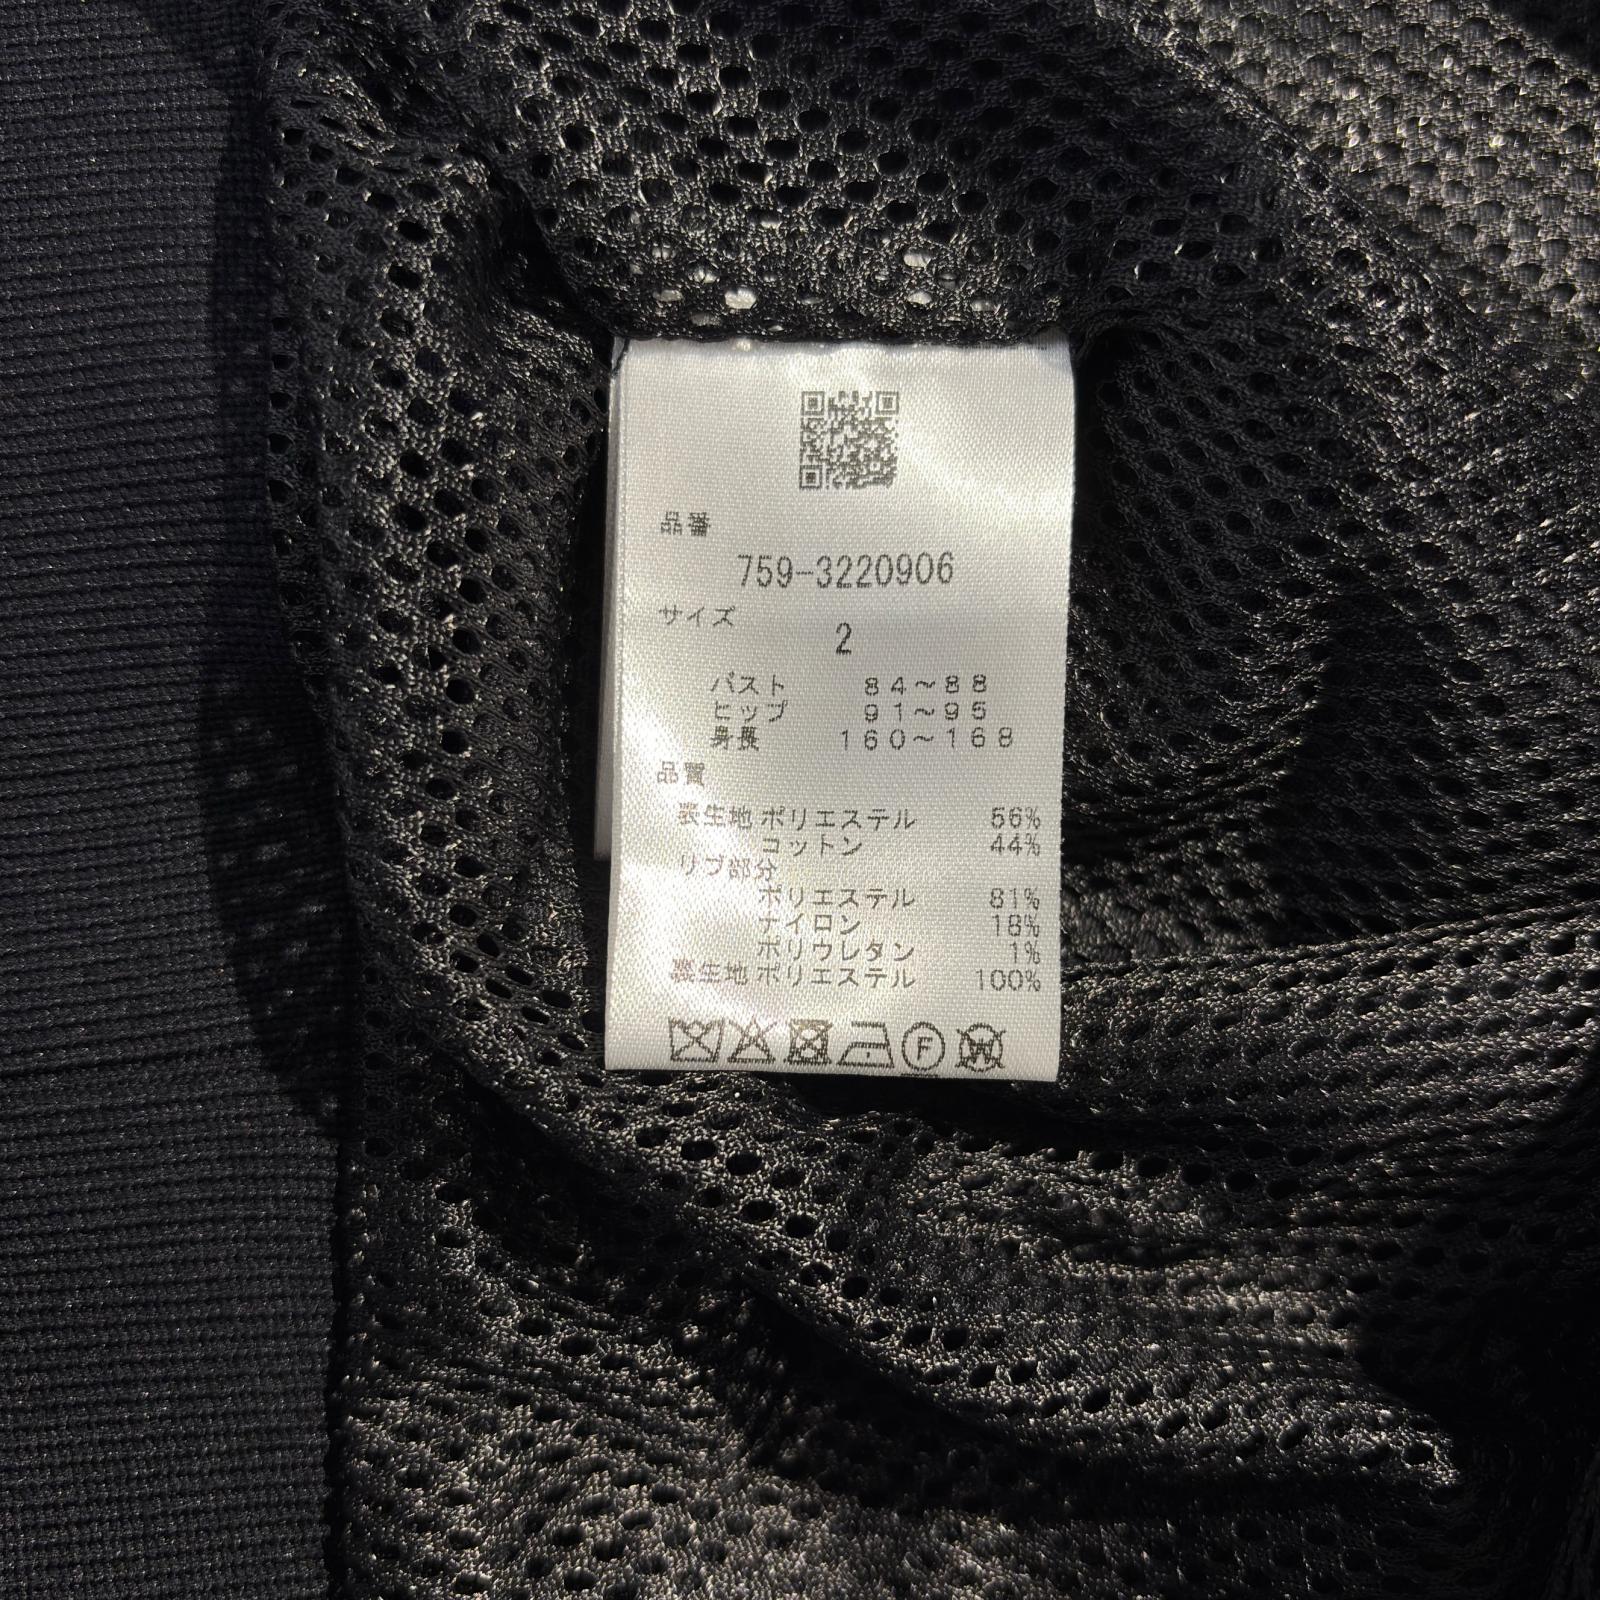 品番
759-3220906
サイズ
2
バスト 84～88
ヒップ 91～95
身長 160～168
品質
表生地 ポリエステル 56%
コットン 44%
リブ部分
ポリエステル 81%
ナイロン 18%
ポリウレタン 1%
裏生地 ポリエステル 100%
F W